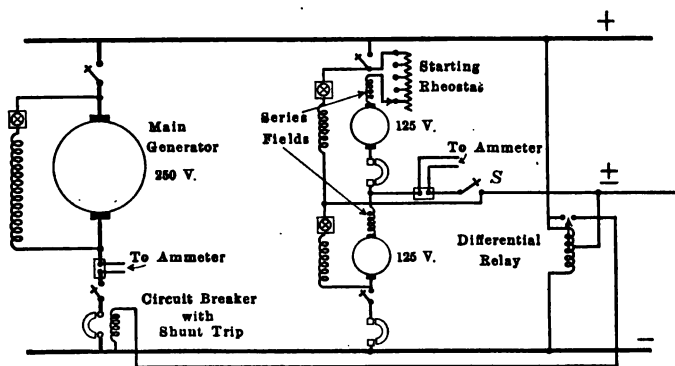 +
Starting
Rheostat
Series
Fields
125 V.
Main
Generator
250 V.
To Ammeter
S
±
Differential
Relay
To Ammeter
125 V.
Circuit Breaker
with
Shunt Trip
−